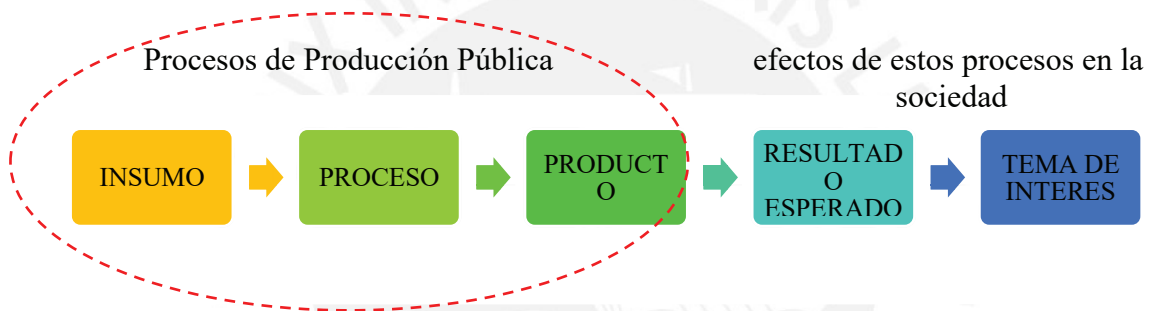 Procesos de Producción Pública
efectos de estos procesos en la
sociedad
INSUMO
PROCESO
PRODUCT
O
RESULTAD
O
ESPERADO
TEMA DE
INTERES